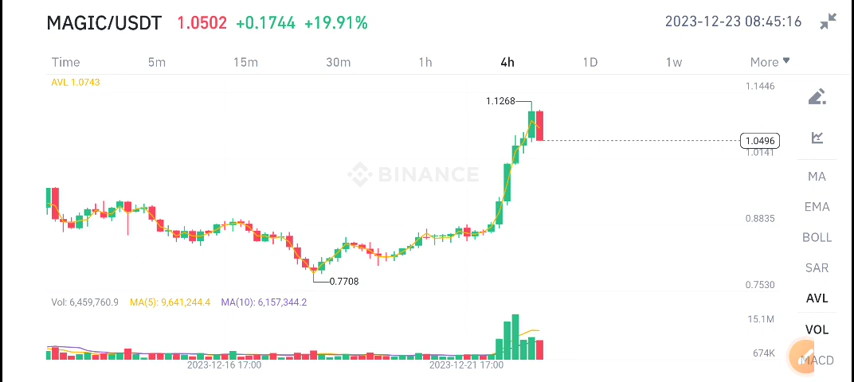 MAGIC/USDT 1.0502 +0.1744 +19.91% 2023-12-23 08:45:16
Time 5m 15m 30m 1h 4h 1D 1w More
AVL 1.0743
1.1446
1.1268
1.0496
1.0141
BINANCE
0.8835
0.7708
0.7530
Vol: 6,459,760.9 MA(5): 9,641,244.4 MA(10): 6,157,344.2
15.1M
674K
2023-12-16 17:00 2023-12-21 17:00
MA
EMA
BOLL
SAR
AVL
VOL
MACD